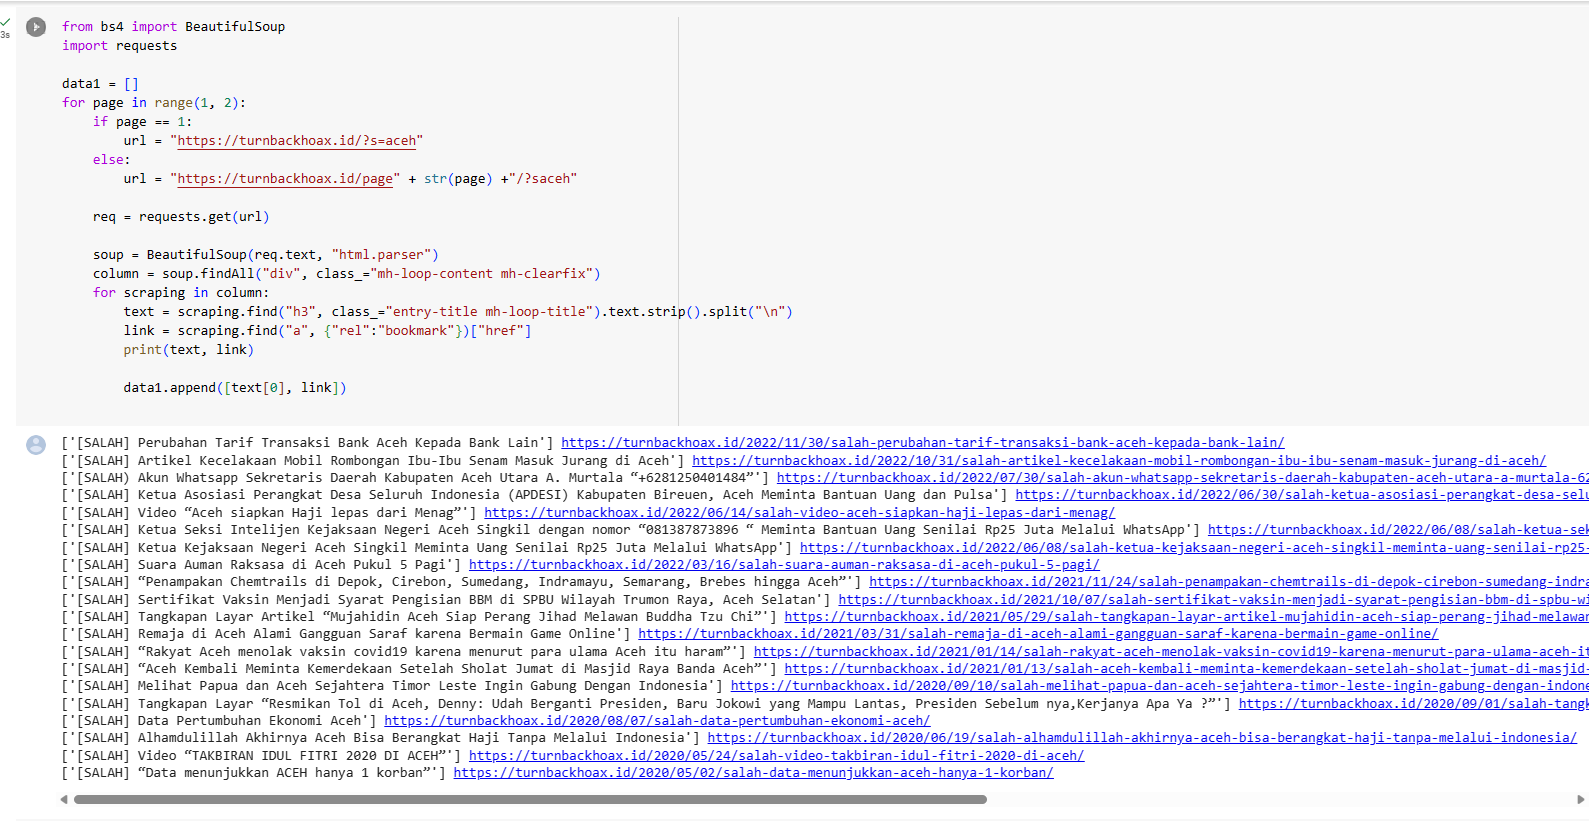 3s
from bs4 import BeautifulSoup
import requests
data1 = []
for page in range(1, 2):
    if page == 1:
        url = "https://turnbackhoax.id/?s=aceh"
    else:
        url = "https://turnbackhoax.id/page" + str(page) +"/?saceh"
    req = requests.get(url)
    soup = BeautifulSoup(req.text, "html.parser")
    column = soup.findAll("div", class_="mh-loop-content mh-clearfix")
    for scraping in column:
        text = scraping.find("h3", class_="entry-title mh-loop-title").text.strip().split("\n")
        link = scraping.find("a", {"rel":"bookmark"})["href"]
        print(text, link)
        data1.append([text[0], link])
['[SALAH] Perubahan Tarif Transaksi Bank Aceh Kepada Bank Lain'] https://turnbackhoax.id/2022/11/30/salah-perubahan-tarif-transaksi-bank-aceh-kepada-bank-lain/
['[SALAH] Artikel Kecelakaan Mobil Rombongan Ibu-Ibu Senam Masuk Jurang di Aceh'] https://turnbackhoax.id/2022/10/31/salah-artikel-kecelakaan-mobil-rombongan-ibu-ibu-senam-masuk-jurang-di-aceh/
['[SALAH) Akun Whatsapp Sekretaris Daerah Kabupaten Aceh Utara A. Murtala “+6281250401484”'] https://turnbackhoax.id/2022/07/30/salah-akun-whatsapp-sekretaris-daerah-kabupaten-aceh-utara-a-murtala-62
['[SALAH] Ketua Asosiasi Perangkat Desa Seluruh Indonesia (APDESI) Kabupaten Bireuen, Aceh Meminta Bantuan Uang dan Pulsa'] https://turnbackhoax.id/2022/06/30/salah-ketua-asosiasi-perangkat-desa-selu
['[SALAH] Video “Aceh siapkan Haji lepas dari Menag”'] https://turnbackhoax.id/2022/06/14/salah-video-aceh-siapkan-haji-lepas-dari-menag/
['[SALAH] Ketua Seksi Intelijen Kejaksaan Negeri Aceh Singkil dengan nomor “081387873896 “ Meminta Bantuan Uang Senilai Rp25 Juta Melalui WhatsApp'] https://turnbackhoax.id/2022/06/08/salah-ketua-sek
['[SALAH] Ketua Kejaksaan Negeri Aceh Singkil Meminta Uang Senilai Rp25 Juta Melalui WhatsApp'] https://turnbackhoax.id/2022/06/08/salah-ketua-kejaksaan-negeri-aceh-singkil-meminta-uang-senilai-rp25-
['[SALAH] Suara Auman Raksasa di Aceh Pukul 5 Pagi'] https://turnbackhoax.id/2022/03/16/salah-suara-auman-raksasa-di-aceh-pukul-5-pagi/
['[SALAH] “Penampakan Chemtrails di Depok, Cirebon, Sumedang, Indramayu, Semarang, Brebes hingga Aceh”'] https://turnbackhoax.id/2021/11/24/salah-penampakan-chemtrails-di-depok-cirebon-sumedang-indra
['[SALAH] Sertifikat Vaksin Menjadi Syarat Pengisian BBM di SPBU Wilayah Trumon Raya, Aceh Selatan'] https://turnbackhoax.id/2021/10/07/salah-sertifikat-vaksin-menjadi-syarat-pengisian-bbm-di-spbu-wi
['[SALAH] Tangkapan Layar Artikel “Mujahidin Aceh Siap Perang Jihad Melawan Buddha Tzu Chi”'] https://turnbackhoax.id/2021/05/29/salah-tangkapan-layar-artikel-mujahidin-aceh-siap-perang-jihad-melawan
['[SALAH] Remaja di Aceh Alami Gangguan Saraf karena Bermain Game Online'] https://turnbackhoax.id/2021/03/31/salah-remaja-di-aceh-alami-gangguan-saraf-karena-bermain-game-online/
['[SALAH] “Rakyat Aceh menolak vaksin covid19 karena menurut para ulama Aceh itu haram”'] https://turnbackhoax.id/2021/01/14/salah-rakyat-aceh-menolak-vaksin-covid19-karena-menurut-para-ulama-aceh-it
['[SALAH] “Aceh Kembali Meminta Kemerdekaan Setelah Sholat Jumat di Masjid Raya Banda Aceh”'] https://turnbackhoax.id/2021/01/13/salah-aceh-kembali-meminta-kemerdekaan-setelah-sholat-jumat-di-masjid-
['[SALAH] Melihat Papua dan Aceh Sejahtera Timor Leste Ingin Gabung Dengan Indonesia'] https://turnbackhoax.id/2020/09/10/salah-melihat-papua-dan-aceh-sejahtera-timor-leste-ingin-gabung-dengan-indone
['[SALAH] Tangkapan Layar “Resmikan Tol di Aceh, Denny: Udah Berganti Presiden, Baru Jokowi yang Mampu Lantas, Presiden Sebelum nya,Kerjanya Apa Ya ?”'] https://turnbackhoax.id/2020/09/01/salah-tangk
['[SALAH] Data Pertumbuhan Ekonomi Aceh'] https://turnbackhoax.id/2020/08/07/salah-data-pertumbuhan-ekonomi-aceh/
['[SALAH] Alhamdulillah Akhirnya Aceh Bisa Berangkat Haji Tanpa Melalui Indonesia'] https://turnbackhoax.id/2020/06/19/salah-alhamdulillah-akhirnya-aceh-bisa-berangkat-haji-tanpa-melalui-indonesia/
['[SALAH] Video “TAKBIRAN IDUL FITRI 2020 DI ACEH”'] https://turnbackhoax.id/2020/05/24/salah-video-takbiran-idul-fitri-2020-di-aceh/
['[SALAH] “Data menunjukkan ACEH hanya 1 korban”'] https://turnbackhoax.id/2020/05/02/salah-data-menunjukkan-aceh-hanya-1-korban/